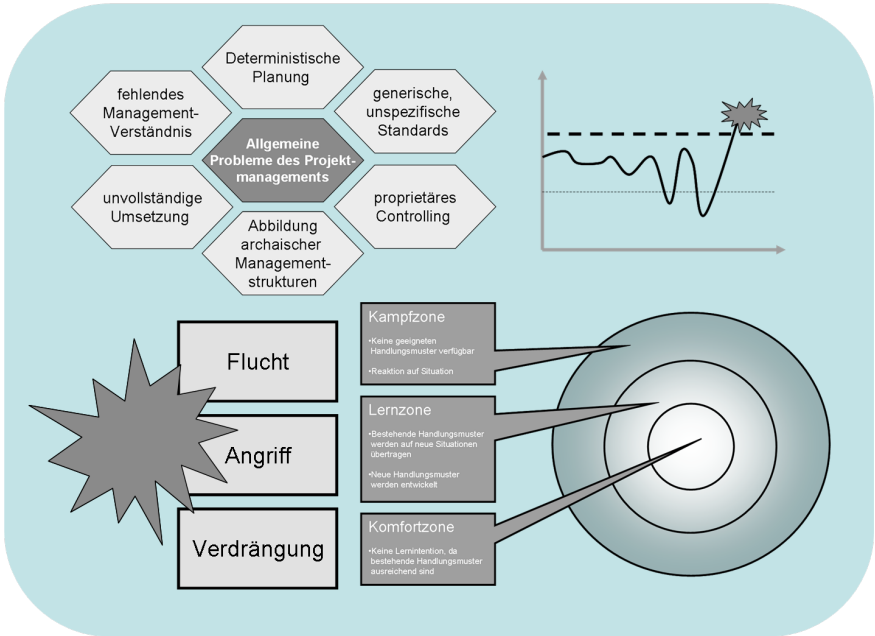 Deterministische
Planung
fehlendes
Management-
Verständnis
generische,
unspezifische
Standards
Allgemeine
Probleme des Projekt-
managements
unvollständige
Umsetzung
proprietäres
Controlling
Abbildung
archaischer
Management-
strukturen
Flucht
Angriff
Verdrängung
Kampfzone
•Keine geeigneten
Handlungsmuster verfügbar
•Reaktion auf Situation
Lernzone
•Bestehende Handlungsmuster
werden auf neue Situationen
übertragen
•Neue Handlungsmuster
werden entwickelt
Komfortzone
•Keine Lernintention, da
bestehende Handlungsmuster
ausreichend sind